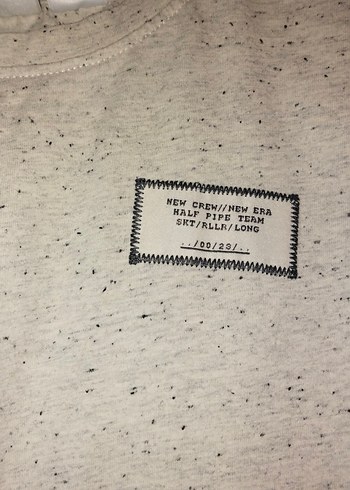 NEW CREW//NEW ERA
HALF PIPE TEAM
SKT/RLLR/LONG
../00/23/..